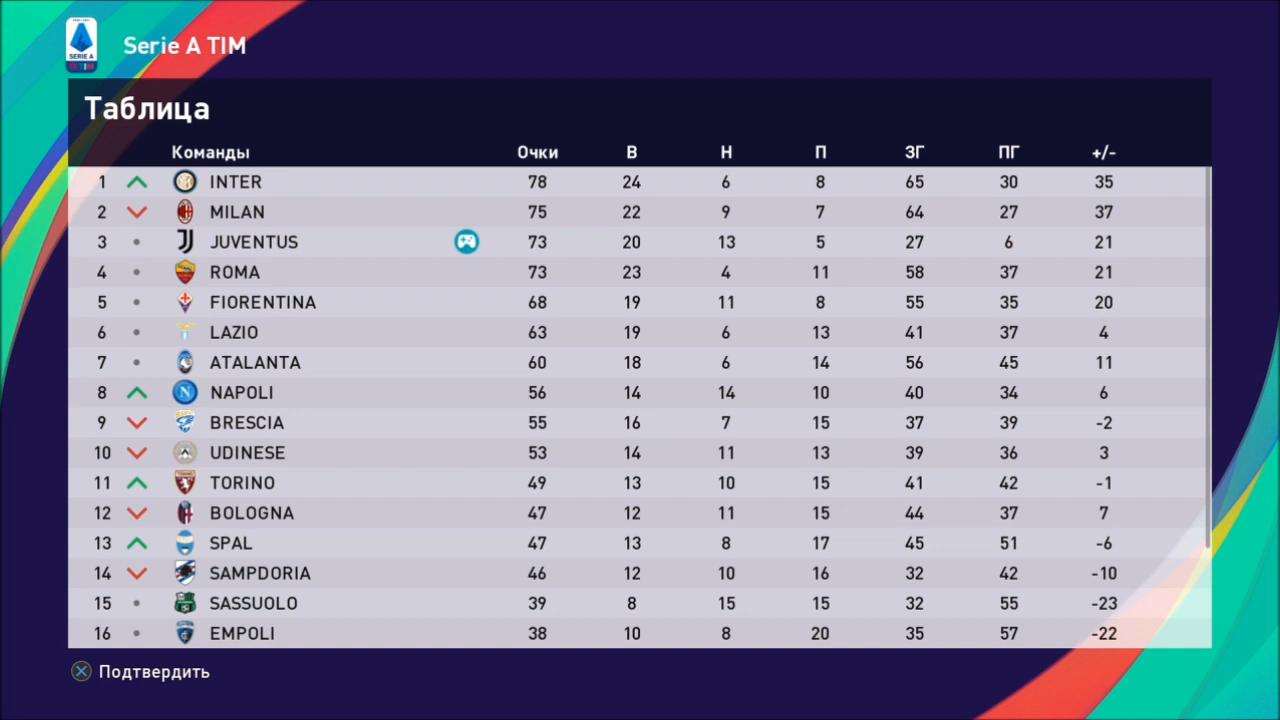 SERIE A
TIM
Serie A TIM
Таблица
Команды Очки В Н П ЗГ ПГ +/-
1 INTER 78 24 6 8 65 30 35
2 MILAN 75 22 9 7 64 27 37
3 JUVENTUS 73 20 13 5 27 6 21
4 ROMA 73 23 4 11 58 37 21
5 FIORENTINA 68 19 11 8 55 35 20
6 LAZIO 63 19 6 13 41 37 4
7 ATALANTA 60 18 6 14 56 45 11
8 NAPOLI 56 14 14 10 40 34 6
9 BRESCIA 55 16 7 15 37 39 -2
10 UDINESE 53 14 11 13 39 36 3
11 TORINO 49 13 10 15 41 42 -1
12 BOLOGNA 47 12 11 15 44 37 7
13 SPAL 47 13 8 17 45 51 -6
14 SAMPDORIA 46 12 10 16 32 42 -10
15 SASSUOLO 39 8 15 15 32 55 -23
16 EMPOLI 38 10 8 20 35 57 -22
Подтвердить